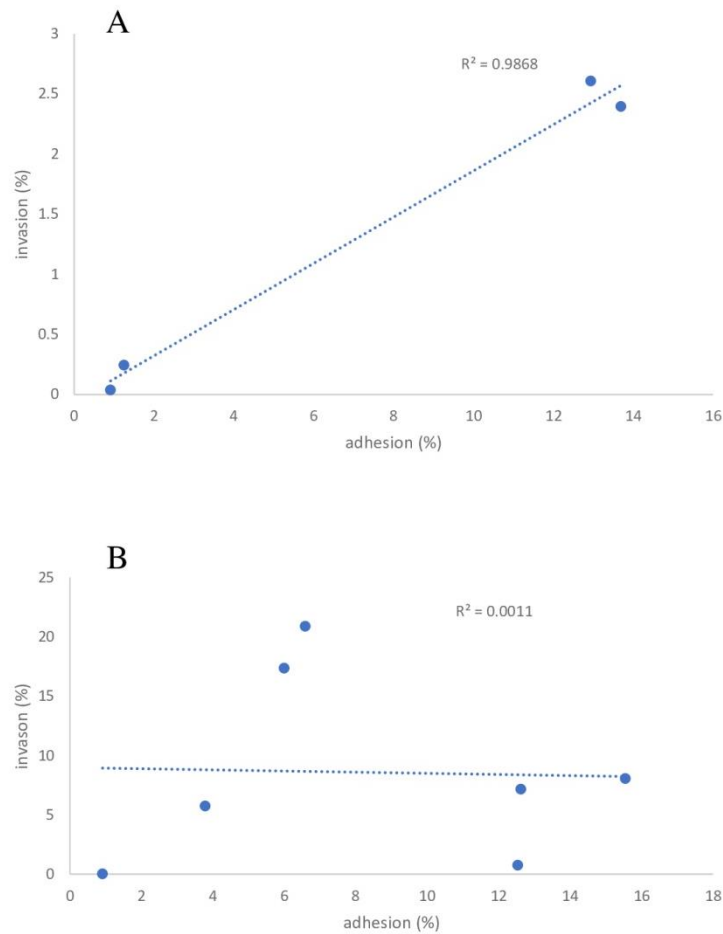 A
3
R² = 0.9868
2.5
2
1.5
1
0.5
0
invasion (%)
0 2 4 6 8 10 12 14 16
adhesion (%)
B
25
R² = 0.0011
20
15
10
5
0
invason (%)
0 2 4 6 8 10 12 14 16 18
adhesion (%)